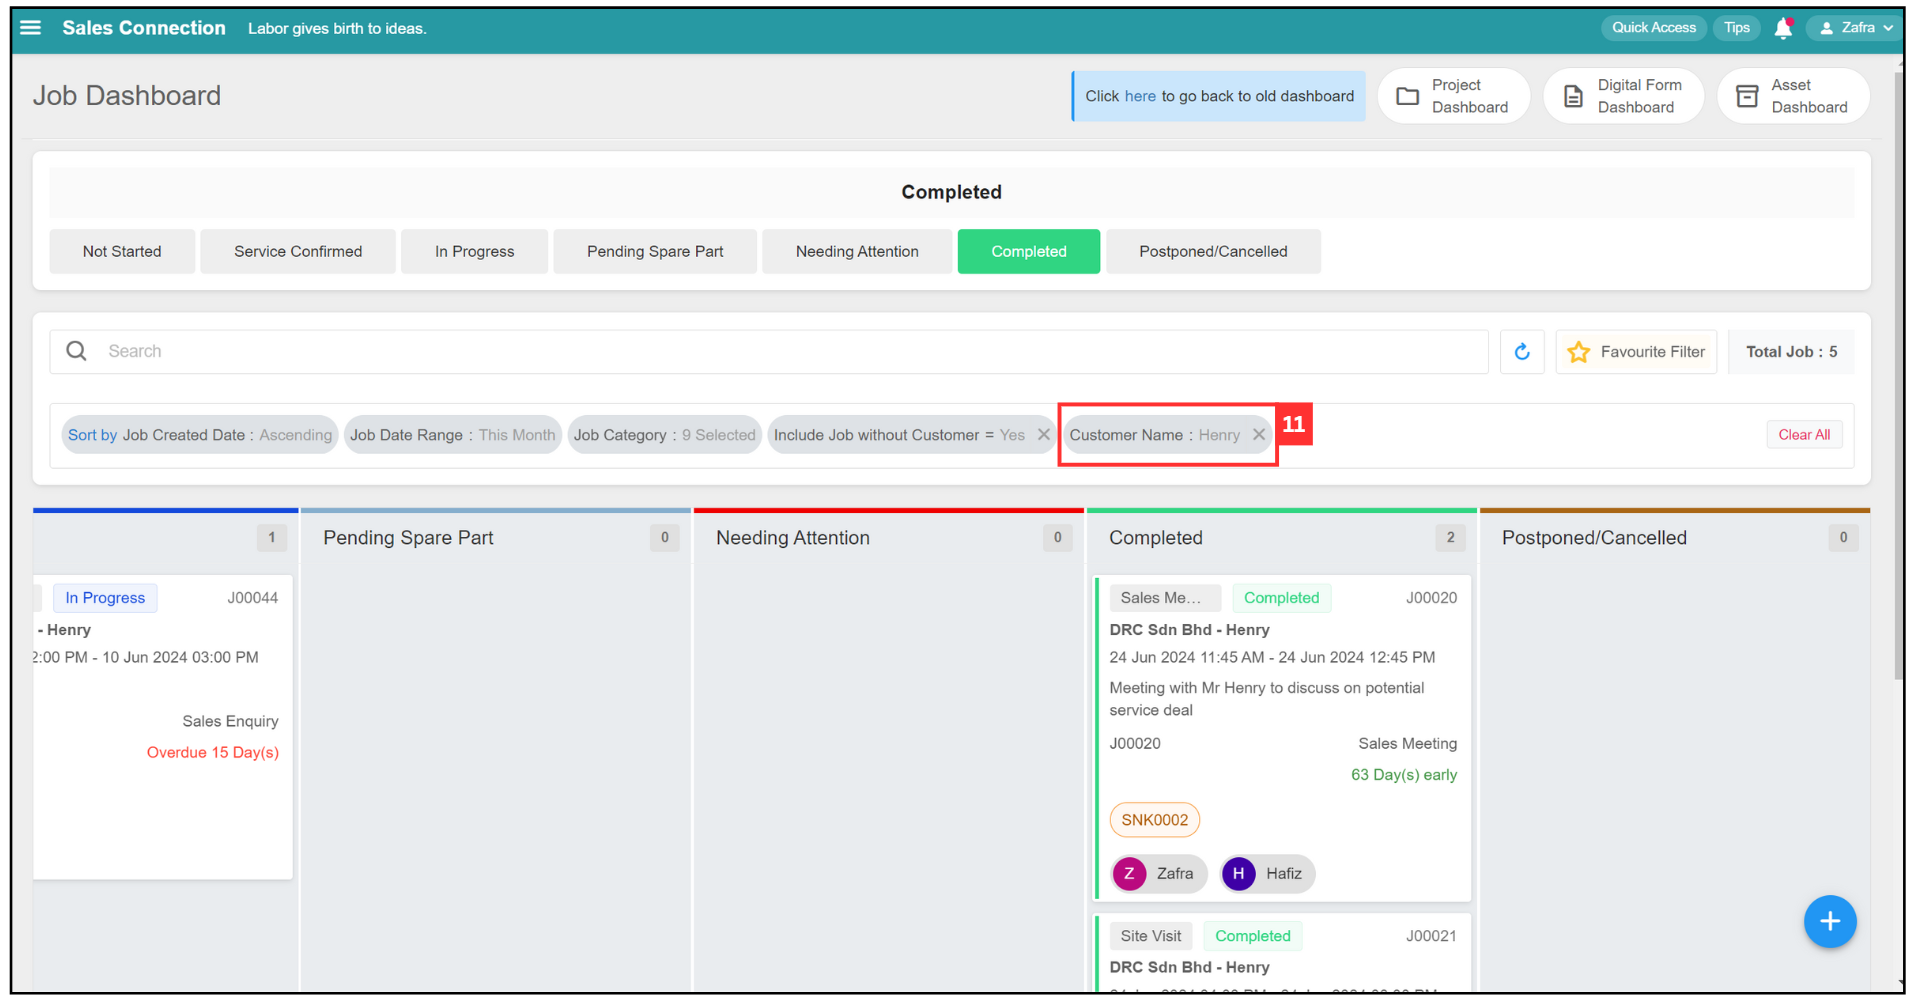 Sales Connection Labor gives birth to ideas. Quick Access Tips Zafra
Job Dashboard
Click here to go back to old dashboard
Project
Dashboard
Digital Form
Dashboard
Asset
Dashboard
Completed
Not Started Service Confirmed In Progress Pending Spare Part Needing Attention Completed Postponed/Cancelled
Search Favourite Filter Total Job : 5
Sort by Job Created Date : Ascending Job Date Range : This Month Job Category : 9 Selected Include Job without Customer = Yes Customer Name : Henry 11 Clear All
1 Pending Spare Part 0 Needing Attention 0 Completed 2 Postponed/Cancelled 0
In Progress J00044
- Henry
2:00 PM - 10 Jun 2024 03:00 PM
Sales Enquiry
Overdue 15 Day(s)
Sales Me... Completed J00020
DRC Sdn Bhd - Henry
24 Jun 2024 11:45 AM - 24 Jun 2024 12:45 PM
Meeting with Mr Henry to discuss on potential
service deal
J00020 Sales Meeting
63 Day(s) early
SNK0002
Z Zafra H Hafiz
Site Visit Completed J00021
DRC Sdn Bhd - Henry